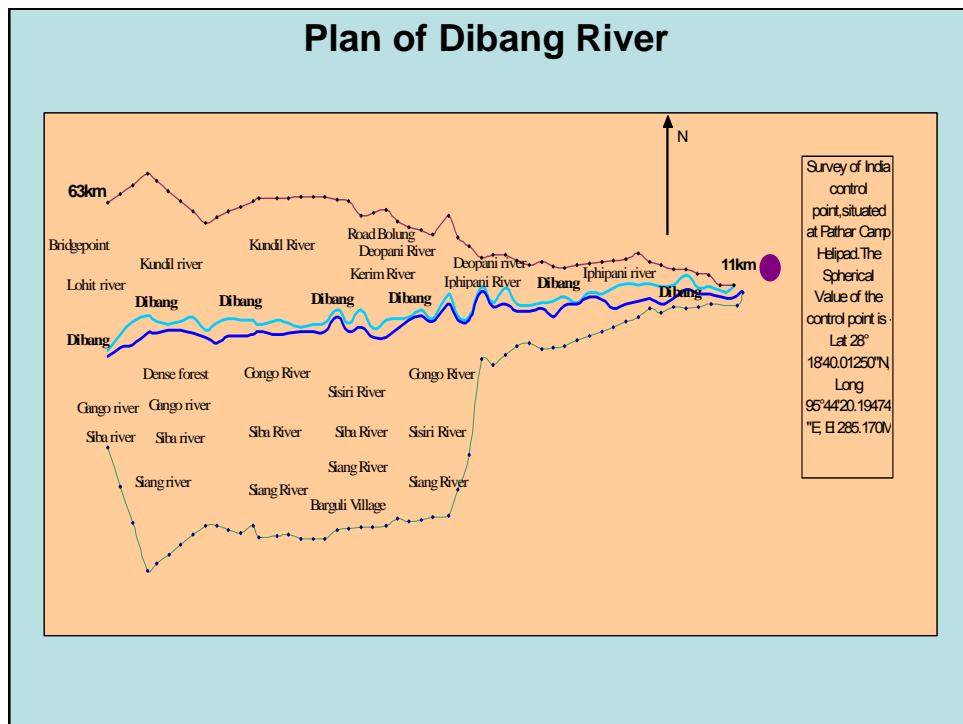 Plan of Dibang River
N
63km
Survey of India
control
point,situated
at Pathar Camp
Helipad.The
Spherical
Value of the
control point is -
Lat 28°
18'40.01250"N,
Long
95°44'20.19474
"E, El 285.170M
Road Bolung
Bridgepoint
Kundil River
Deopani River
Kundil river
Deopani river
11km
Kerim River
Iphipani River
Iphipani river
Lohit river
Dibang
Dibang
Dibang
Dibang
Dibang
Dibang
Dibang
Dense forest
Gongo River
Gongo River
Sisiri River
Gango river
Gango river
Siba river
Siba river
Siba River
Siba River
Sisiri River
Siang River
Siang river
Siang River
Siang River
Barguli Village